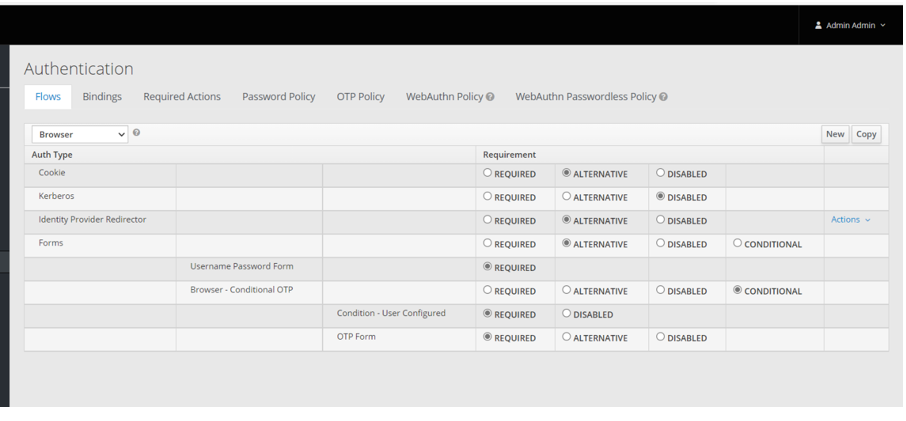 Admin Admin
Authentication
Flows Bindings Required Actions Password Policy OTP Policy WebAuthn Policy WebAuthn Passwordless Policy
Browser New Copy
Auth Type Requirement
Cookie REQUIRED ALTERNATIVE DISABLED
Kerberos REQUIRED ALTERNATIVE DISABLED
Identity Provider Redirector REQUIRED ALTERNATIVE DISABLED Actions
Forms REQUIRED ALTERNATIVE DISABLED CONDITIONAL
Username Password Form REQUIRED
Browser - Conditional OTP REQUIRED ALTERNATIVE DISABLED CONDITIONAL
Condition - User Configured REQUIRED DISABLED
OTP Form REQUIRED ALTERNATIVE DISABLED